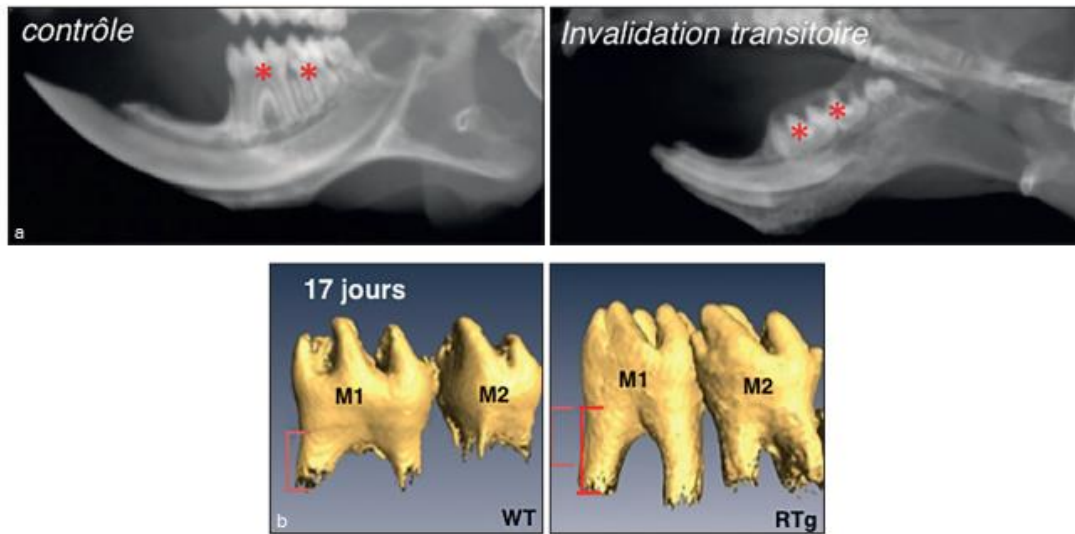 contrôle
Invalidation transitoire
a
17 jours
M1
M2
M1
M2
b
WT
RTg